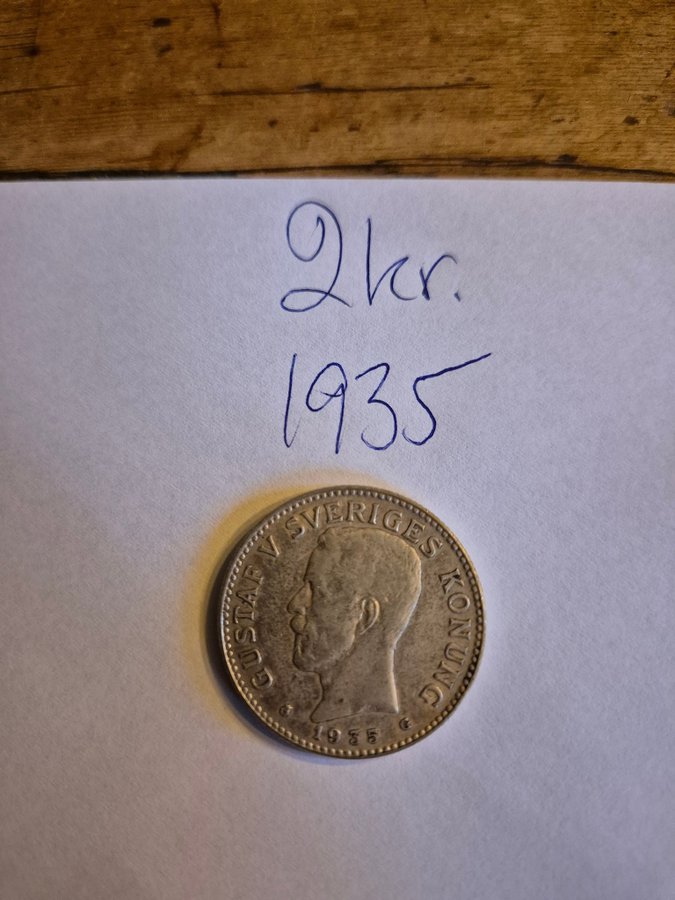 2kr.
1935
GUSTAF V SVERIGES KONUNG
G 1935 G